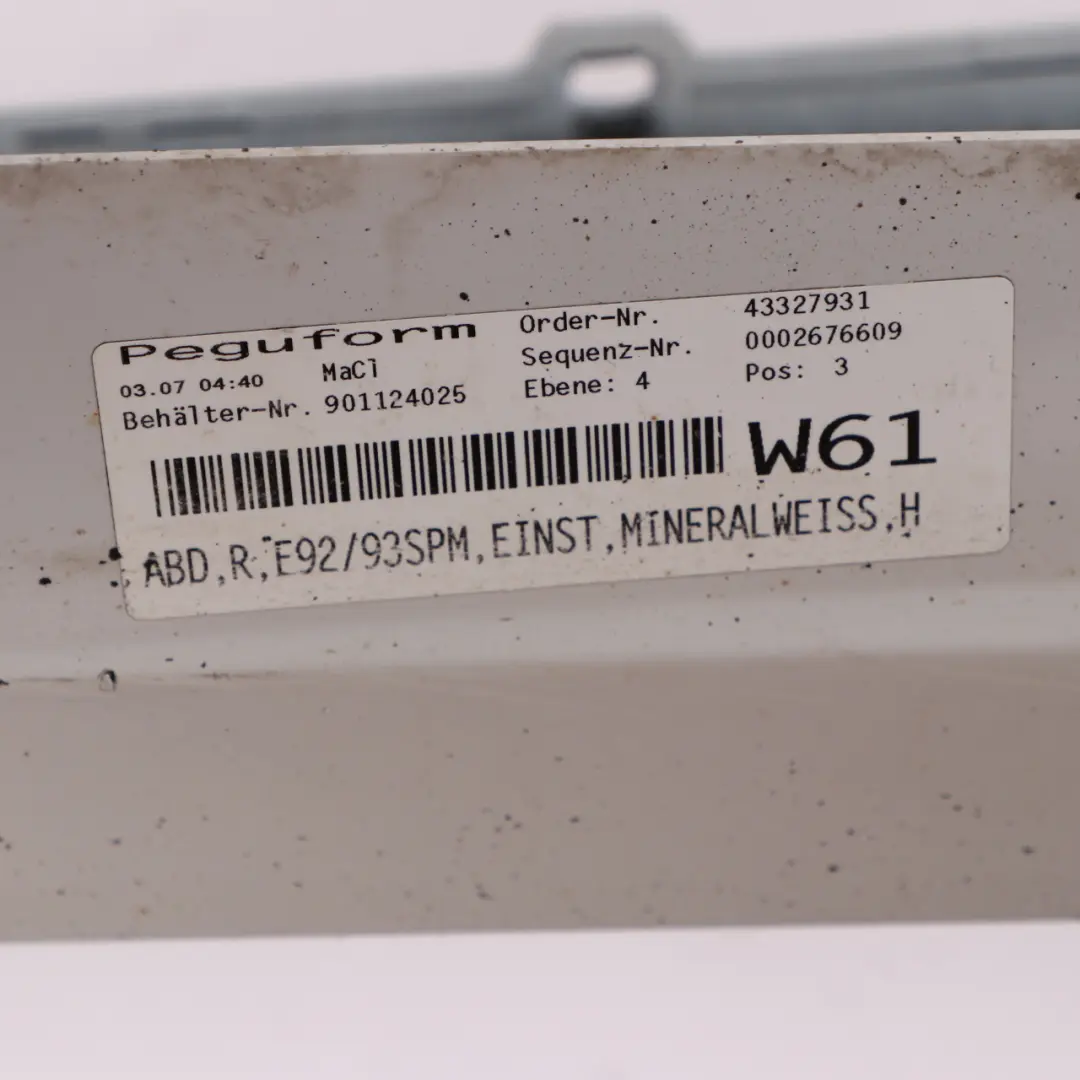 Peguform
03.07 04:40 MaCl
Behälter-Nr. 901124025
Order-Nr. 43327931
Sequenz-Nr. 0002676609
Ebene: 4 Pos: 3
W61
ABD,R,E92/93SPM,EINST,MINERALWEISS,H